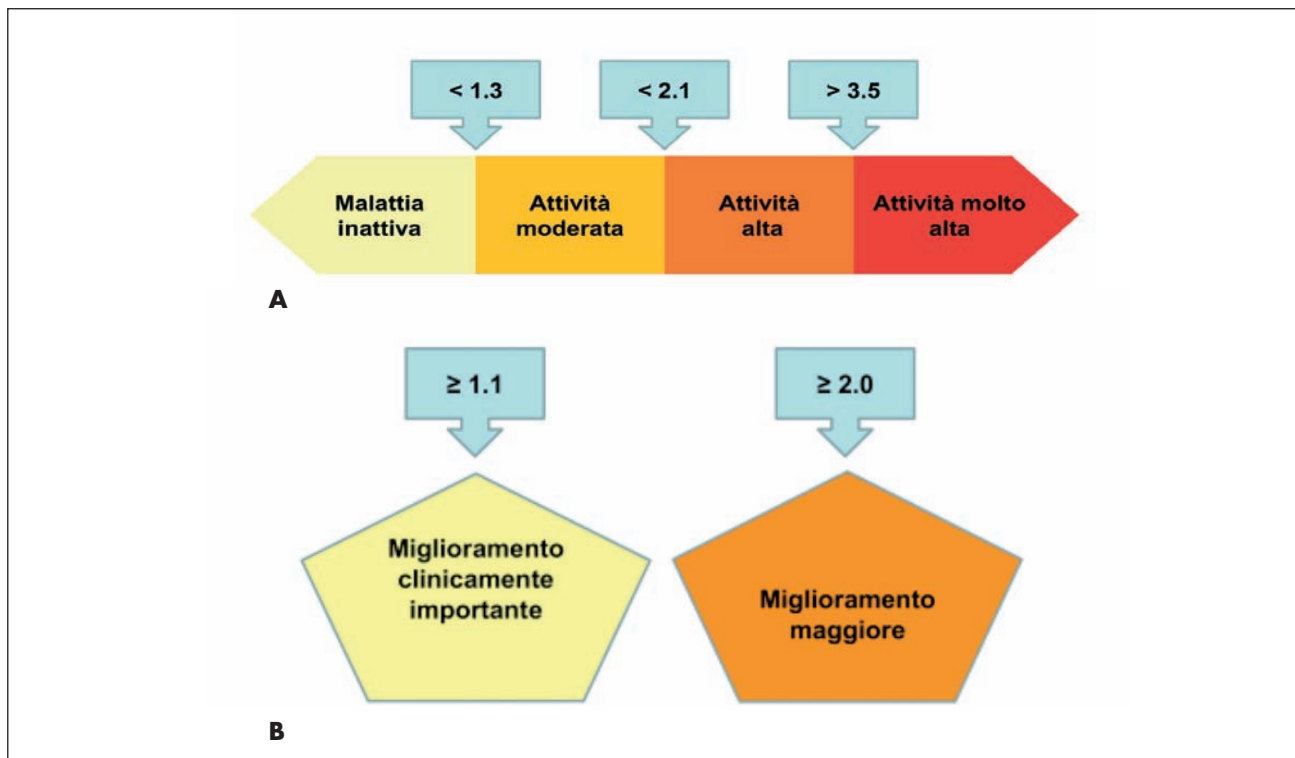 < 1.3
< 2.1
> 3.5
Malattia
inattiva
Attività
moderata
Attività
alta
Attività molto
alta
A
≥ 1.1
≥ 2.0
Miglioramento
clinicamente
importante
Miglioramento
maggiore
B